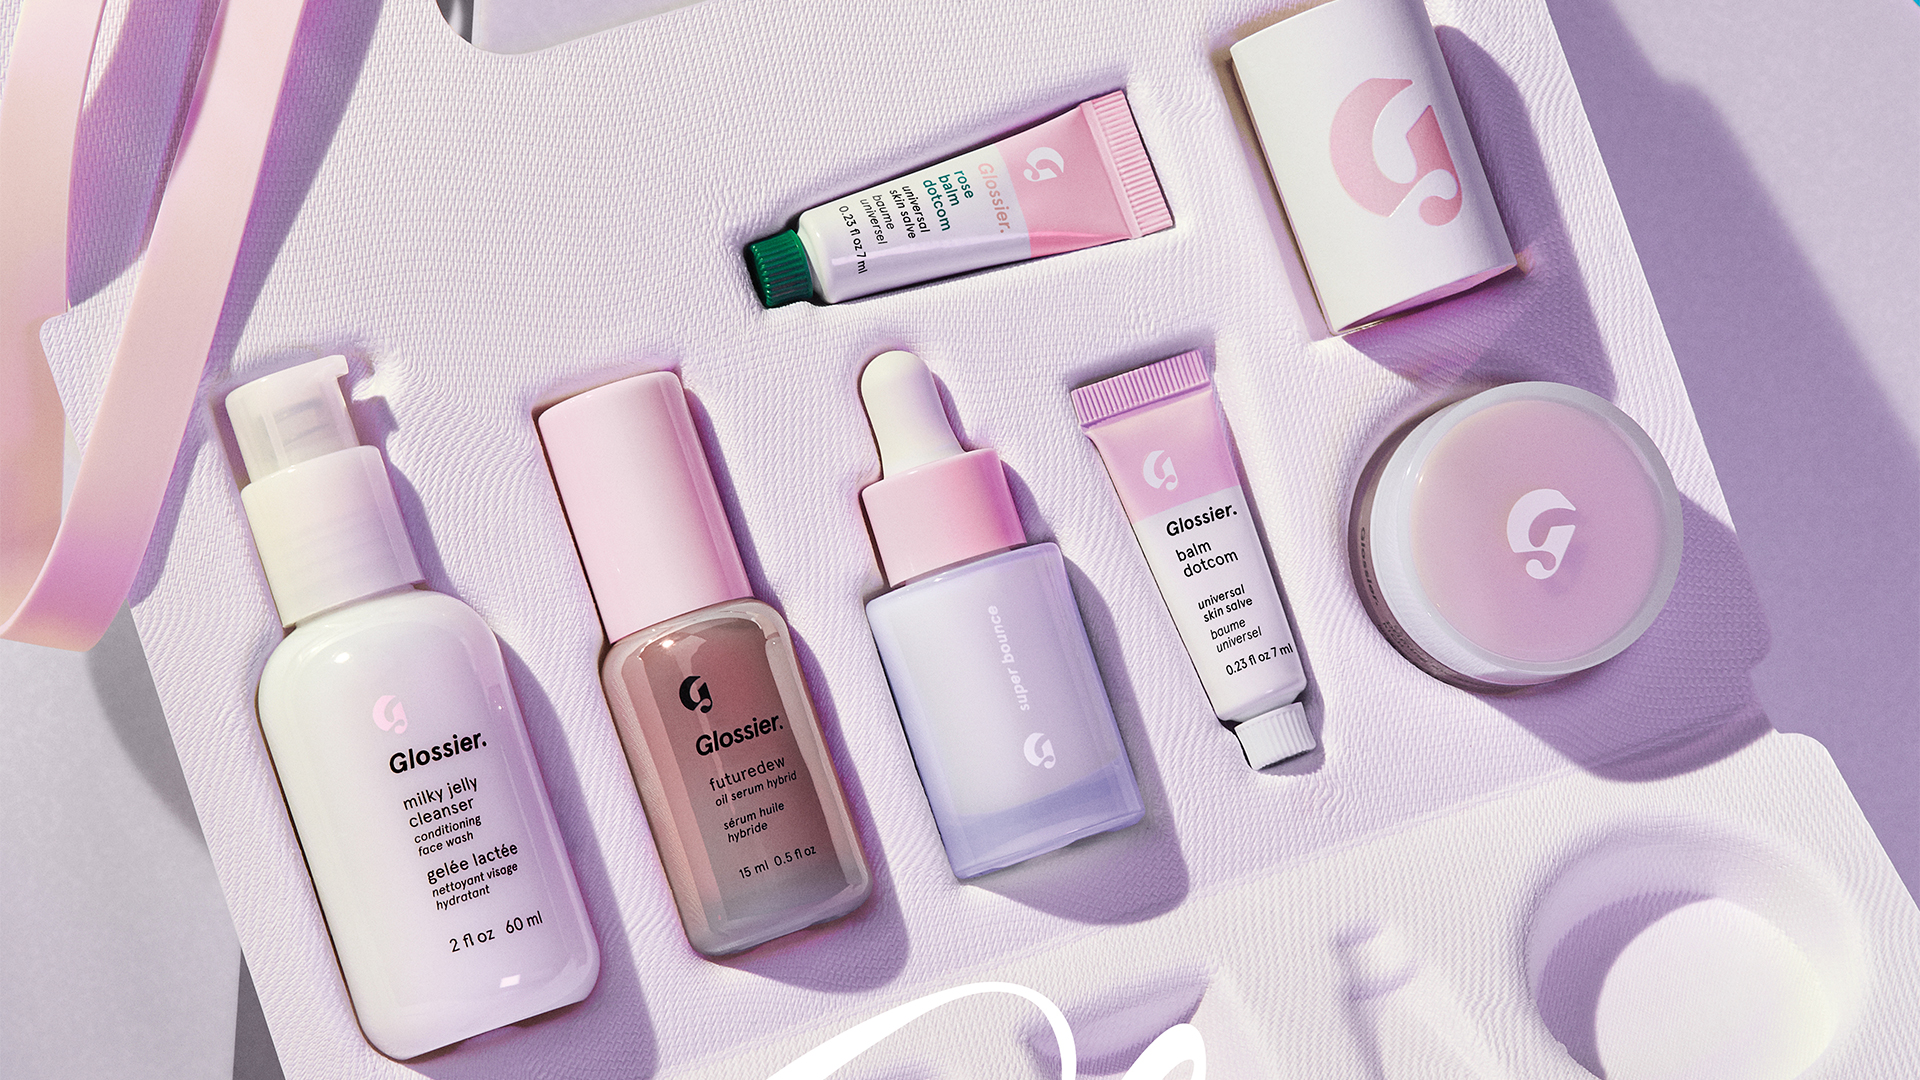 Glossier.
rose
balm
dotcom
universal
skin salve
baume
universel
0.23 fl oz 7 ml
Glossier.
milky jelly
cleanser
conditioning
face wash
gelée lactée
nettoyant visage
hydratant
2 fl oz 60 ml
Glossier.
futuredew
oil serum hybrid
sérum huile
hybride
15 ml 0.5 fl oz
super bounce
Glossier.
balm
dotcom
universal
skin salve
baume
universel
0.23 fl oz 7 ml
Glossier.